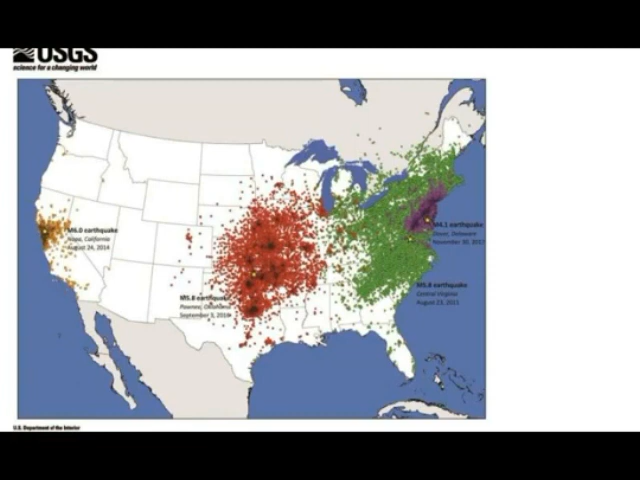 USGS
science for a changing world
M6.0 earthquake
Napa, California
August 24, 2014
M4.1 earthquake
Dover, Delaware
November 30, 2017
M5.8 earthquake
Central Virginia
August 23, 2011
M5.8 earthquake
Pawnee, Oklahoma
September 3, 2016
U.S. Department of the Interior